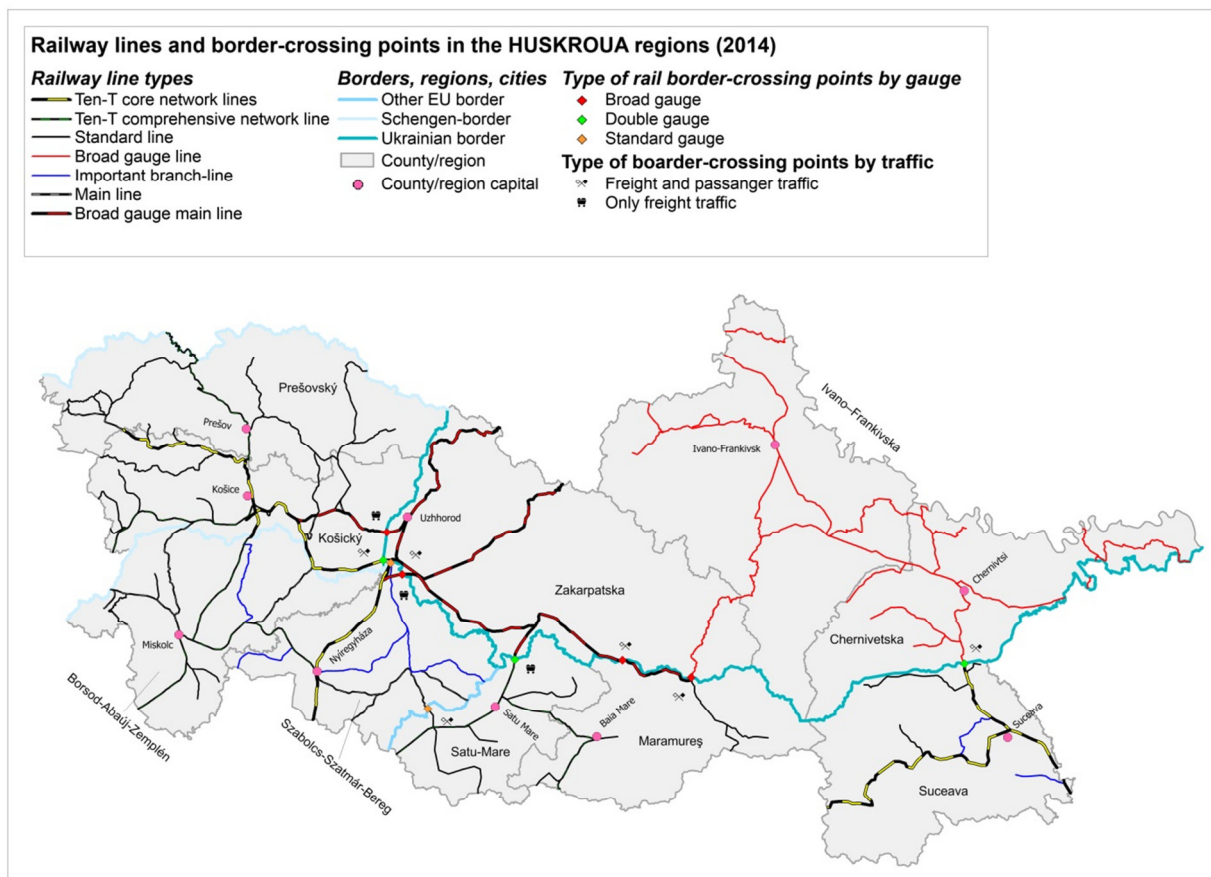 Railway lines and border-crossing points in the HUSKROUA regions (2014)
Railway line types
Ten-T core network lines
Ten-T comprehensive network line
Standard line
Broad gauge line
Important branch-line
Main line
Broad gauge main line
Borders, regions, cities
Other EU border
Schengen-border
Ukrainian border
County/region
County/region capital
Type of rail border-crossing points by gauge
Broad gauge
Double gauge
Standard gauge
Type of boarder-crossing points by traffic
Freight and passanger traffic
Only freight traffic
Prešovský
Prešov
Ivano–Frankivska
Ivano-Frankivsk
Košice
Uzhhorod
Košický
Zakarpatska
Chernivtsi
Chernivetska
Miskolc
Nyíregyháza
Borsod-Abaúj-Zemplén
Szabolcs-Szatmár-Bereg
Satu Mare
Satu-Mare
Baia Mare
Maramureş
Suceava
Suceava